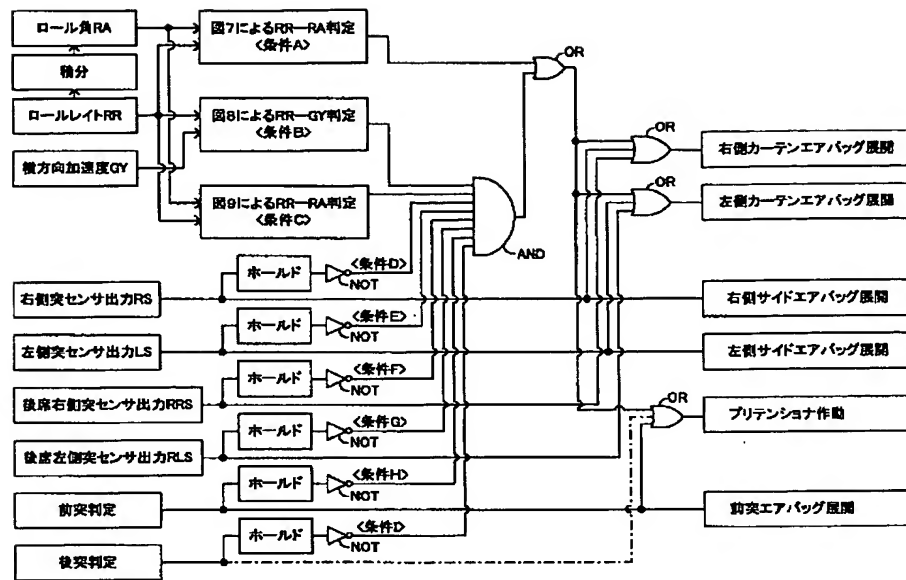 ロール角RA
積分
ロールレイトRR
横方向加速度GY
図7によるRR―RA判定
<条件A>
図8によるRR―GY判定
<条件B>
図9によるRR―RA判定
<条件C>
OR
AND
OR
右側カーテンエアバッグ展開
OR
左側カーテンエアバッグ展開
右側突センサ出力RS
ホールド
<条件D>
NOT
右側サイドエアバッグ展開
左側突センサ出力LS
ホールド
<条件E>
NOT
左側サイドエアバッグ展開
後席右側突センサ出力RRS
ホールド
<条件F>
NOT
OR
プリテンショナ作動
後席左側突センサ出力RLS
ホールド
<条件G>
NOT
前突判定
ホールド
<条件H>
NOT
前突エアバッグ展開
後突判定
ホールド
<条件I>
NOT